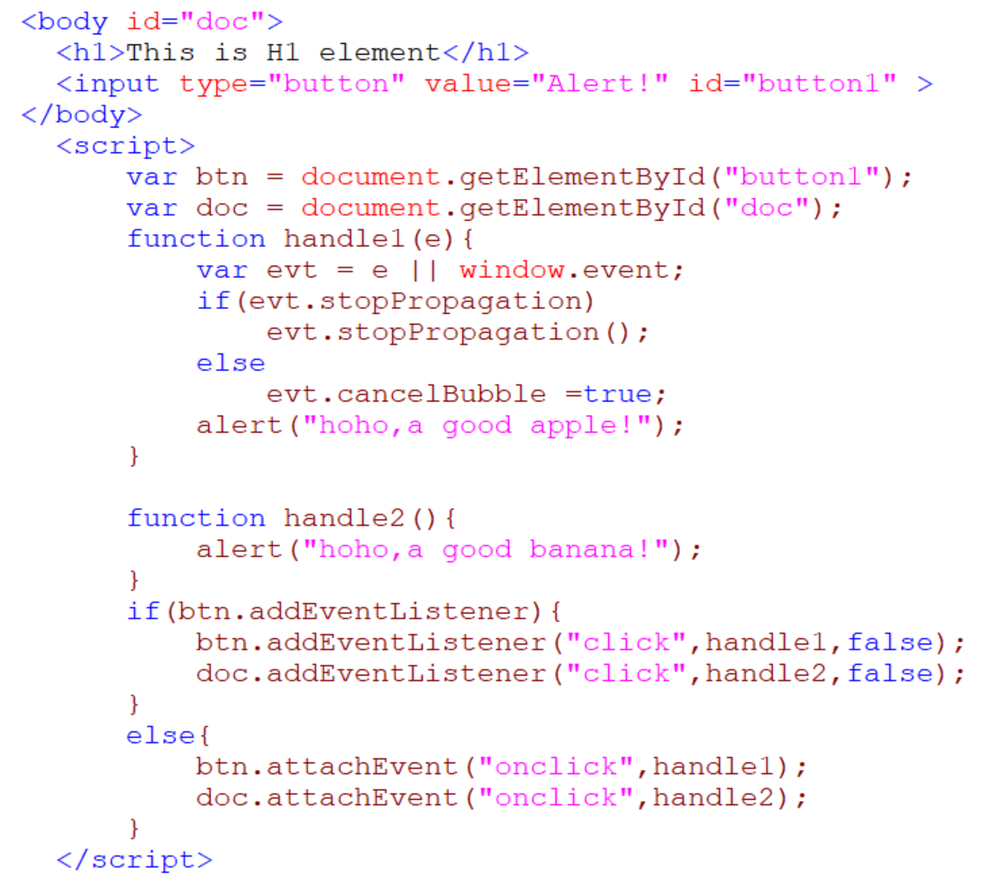 <body id="doc">
  <h1>This is H1 element</h1>
  <input type="button" value="Alert!" id="button1" >
</body>
  <script>
      var btn = document.getElementById("button1");
      var doc = document.getElementById("doc");
      function handle1(e){
          var evt = e || window.event;
          if(evt.stopPropagation)
              evt.stopPropagation();
          else
              evt.cancelBubble =true;
          alert("hoho,a good apple!");
      }

      function handle2(){
          alert("hoho,a good banana!");
      }
      if(btn.addEventListener){
          btn.addEventListener("click",handle1,false);
          doc.addEventListener("click",handle2,false);
      }
      else{
          btn.attachEvent("onclick",handle1);
          doc.attachEvent("onclick",handle2);
      }
  </script>